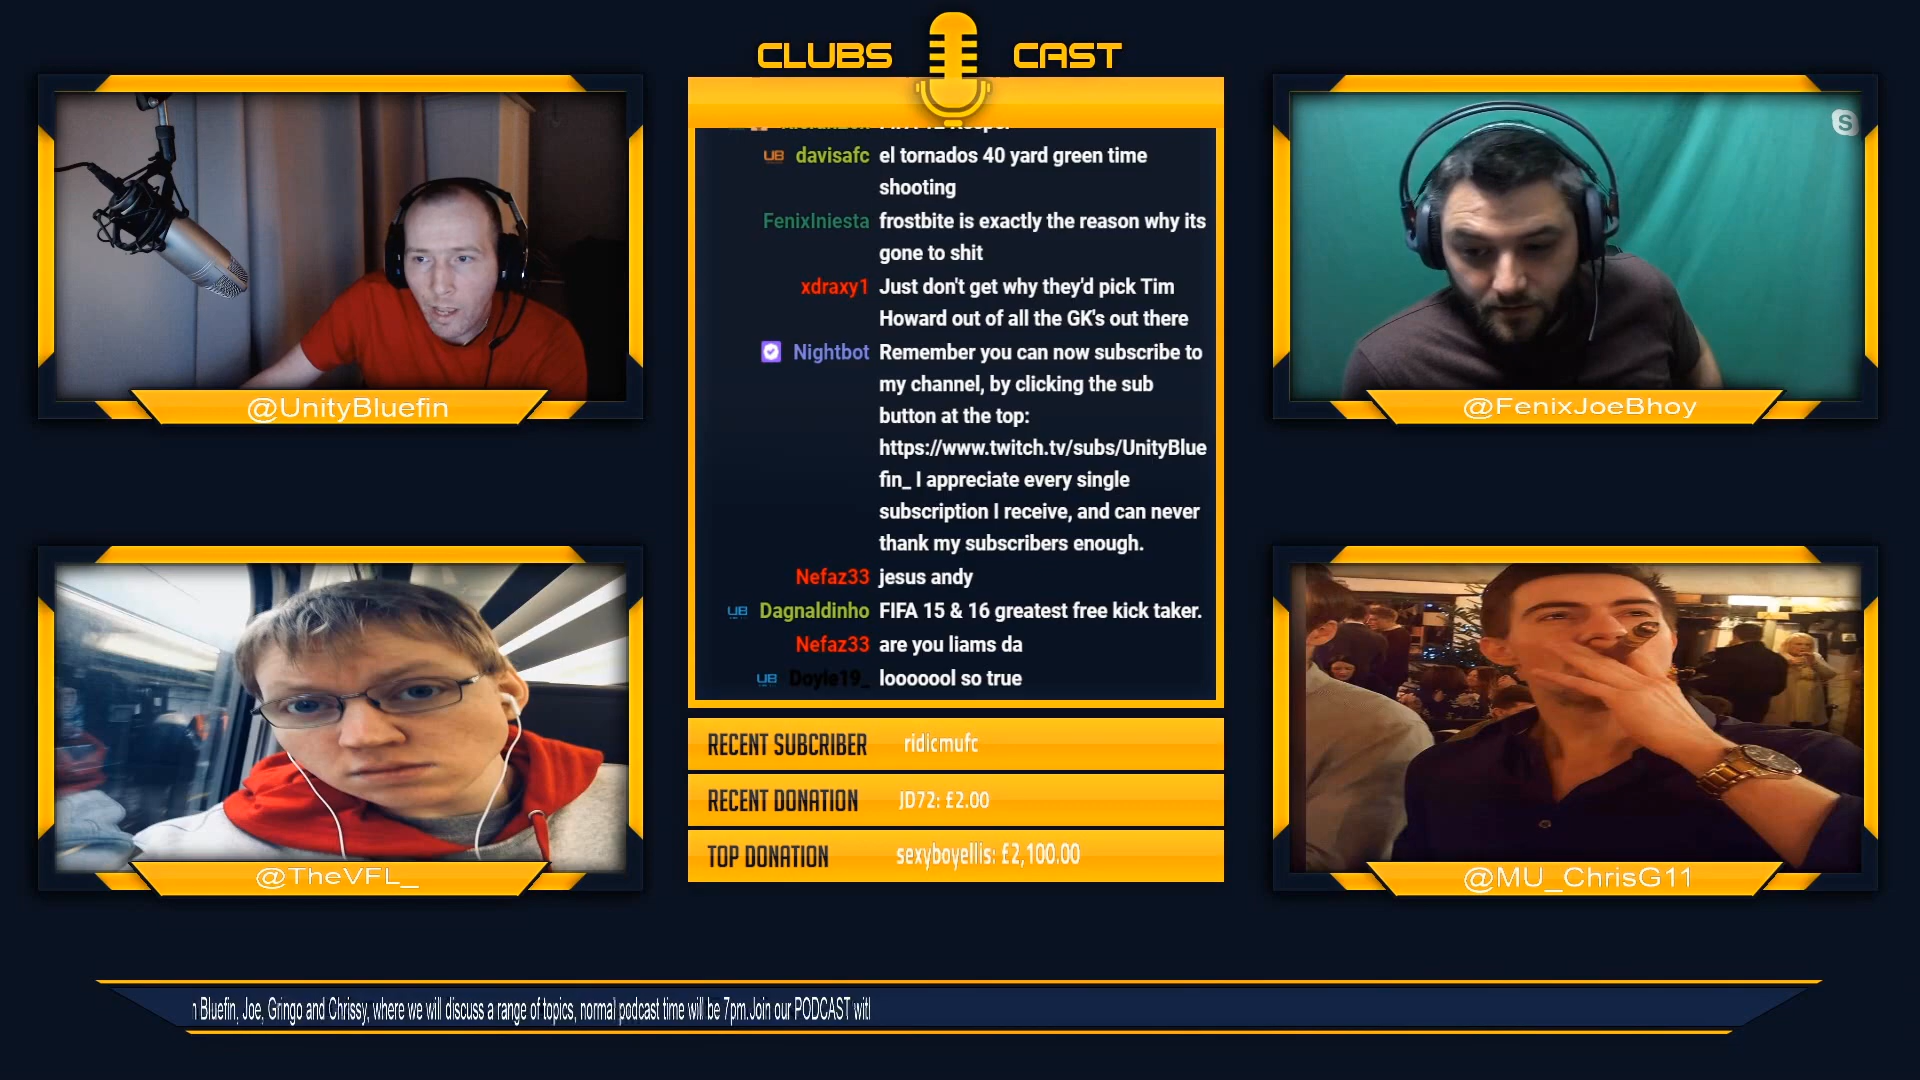 CLUBS CAST
davisafc el tornados 40 yard green time
shooting
FenixIniesta frostbite is exactly the reason why its
gone to shit
xdraxy1 Just don't get why they'd pick Tim
Howard out of all the GK's out there
Nightbot Remember you can now subscribe to
my channel, by clicking the sub
button at the top:
https://www.twitch.tv/subs/UnityBlue
fin_ I appreciate every single
subscription I receive, and can never
thank my subscribers enough.
Nefaz33 jesus andy
UB Dagnaldinho FIFA 15 & 16 greatest free kick taker.
Nefaz33 are you liams da
UB Doyle19_ looooool so true
@UnityBluefin
@FenixJoeBhoy
@TheVFL_
@MU_ChrisG11
RECENT SUBCRIBER ridicmufc
RECENT DONATION JD72: £2.00
TOP DONATION sexyboyellis: £2,100.00
Bluefin, Joe, Gringo and Chrissy, where we will discuss a range of topics, normal podcast time will be 7pm.Join our PODCAST wit